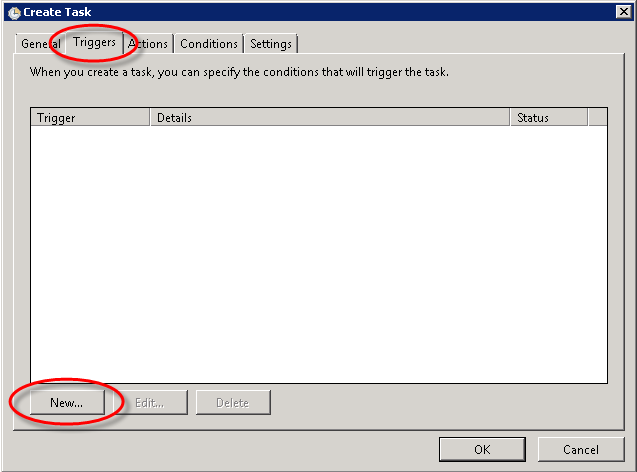 Create Task
General Triggers Actions Conditions Settings
When you create a task, you can specify the conditions that will trigger the task.
Trigger Details Status
New... Edit... Delete
OK Cancel